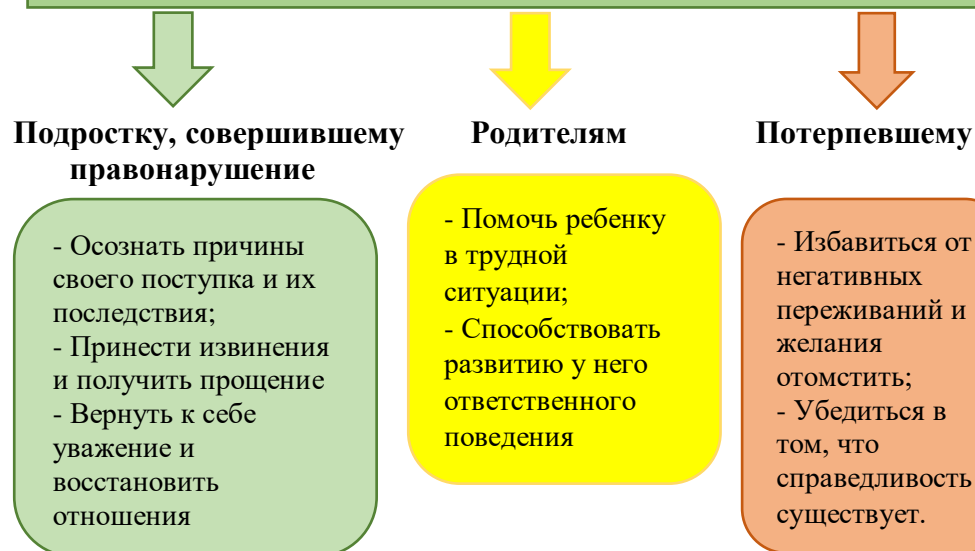 Подростку, совершившему
правонарушение
- Осознать причины
своего поступка и их
последствия;
- Принести извинения
и получить прощение
- Вернуть к себе
уважение и
восстановить
отношения
Родителям
- Помочь ребенку
в трудной
ситуации;
- Способствовать
развитию у него
ответственного
поведения
Потерпевшему
- Избавиться от
негативных
переживаний и
желания
отомстить;
- Убедиться в
том, что
справедливость
существует.